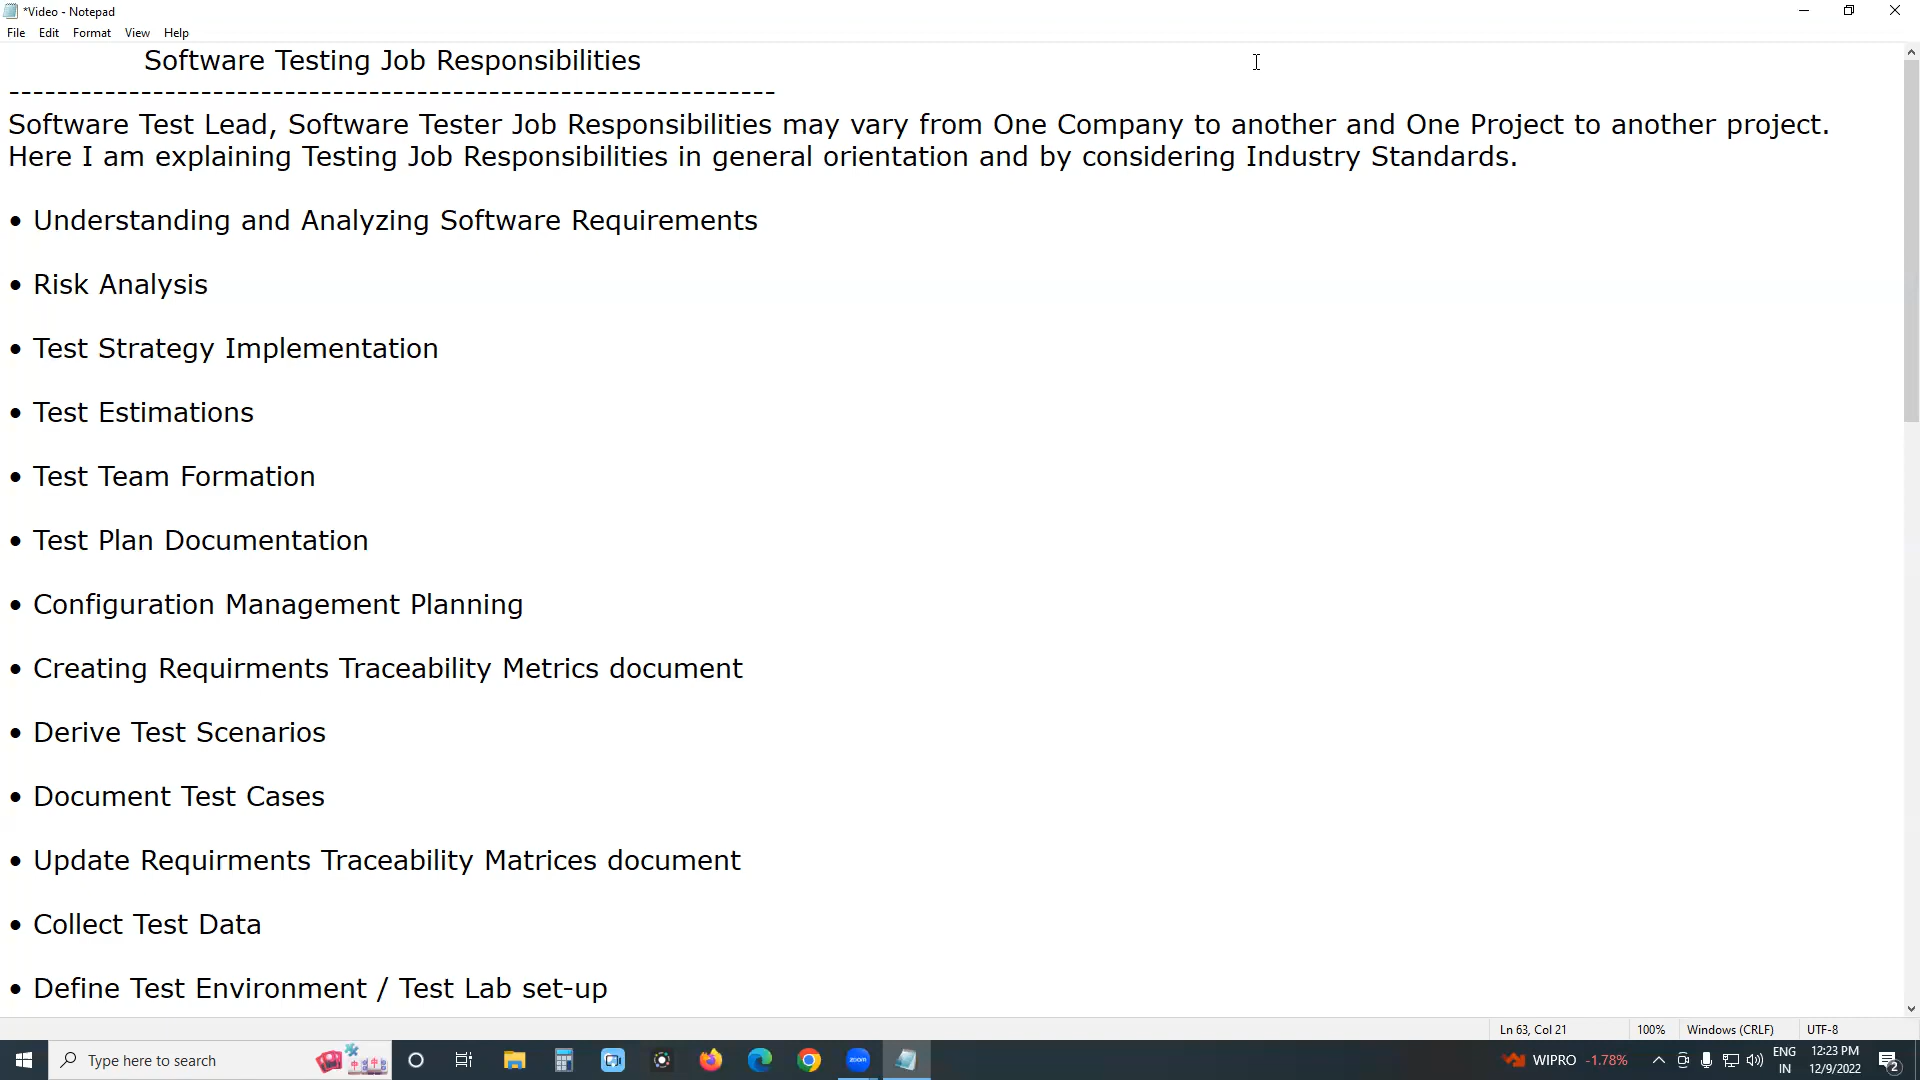 *Video - Notepad
File Edit Format View Help
Software Testing Job Responsibilities
----------------------------------------------------------------
Software Test Lead, Software Tester Job Responsibilities may vary from One Company to another and One Project to another project.
Here I am explaining Testing Job Responsibilities in general orientation and by considering Industry Standards.
• Understanding and Analyzing Software Requirements
• Risk Analysis
• Test Strategy Implementation
• Test Estimations
• Test Team Formation
• Test Plan Documentation
• Configuration Management Planning
• Creating Requirments Traceability Metrics document
• Derive Test Scenarios
• Document Test Cases
• Update Requirments Traceability Matrices document
• Collect Test Data
• Define Test Environment / Test Lab set-up
Ln 63, Col 21 100% Windows (CRLF) UTF-8
Type here to search zoom WIPRO -1.78% ENG 12:23 PM
IN 12/9/2022 2